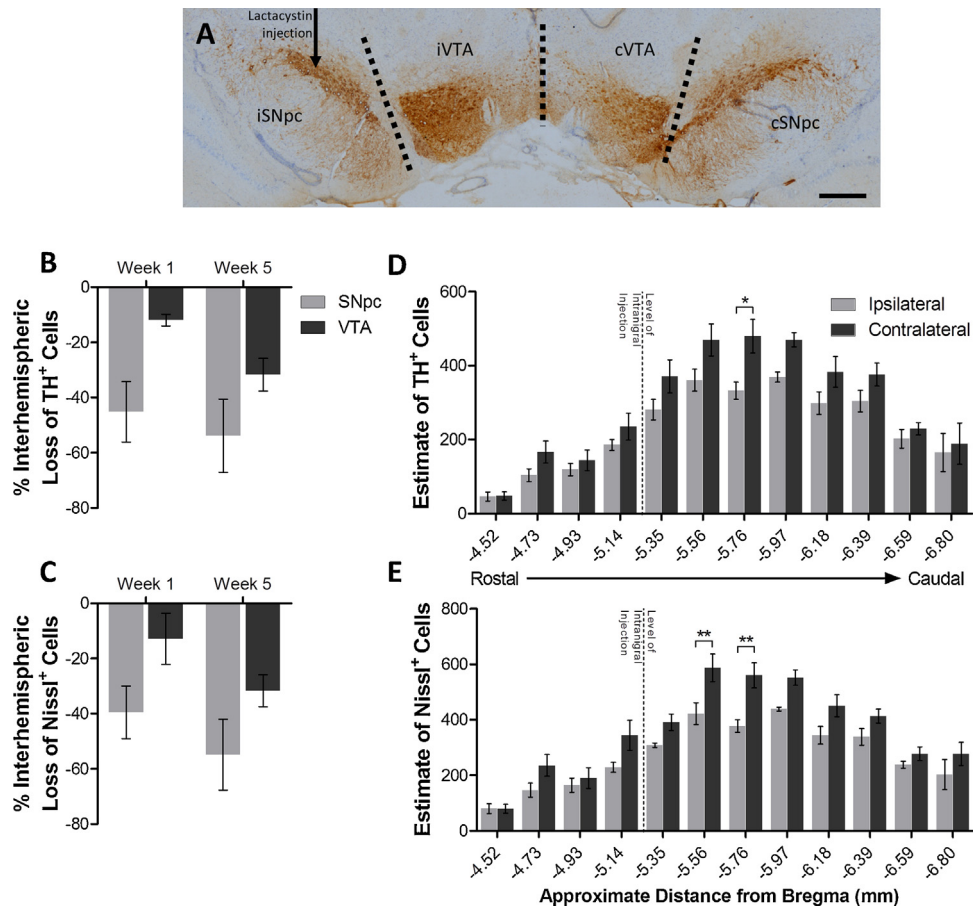 A
Lactacystin
injection
iVTA
cVTA
iSNpc
cSNpc
B
Week 1
Week 5
0
-20
-40
-60
-80
% Interhemispheric
Loss of TH+ Cells
SNpc
VTA
C
Week 1
Week 5
0
-20
-40
-60
-80
% Interhemispheric
Loss of Nissl+ Cells
D
Estimate of TH+ Cells
600
400
200
0
Level of
Intranigral
Injection
*
Ipsilateral
Contralateral
-4.52
-4.73
-4.93
-5.14
-5.35
-5.56
-5.76
-5.97
-6.18
-6.39
-6.59
-6.80
Rostal
Caudal
E
Estimate of Nissl+ Cells
800
600
400
200
0
Level of
Intranigral
Injection
**
**
-4.52
-4.73
-4.93
-5.14
-5.35
-5.56
-5.76
-5.97
-6.18
-6.39
-6.59
-6.80
Approximate Distance from Bregma (mm)